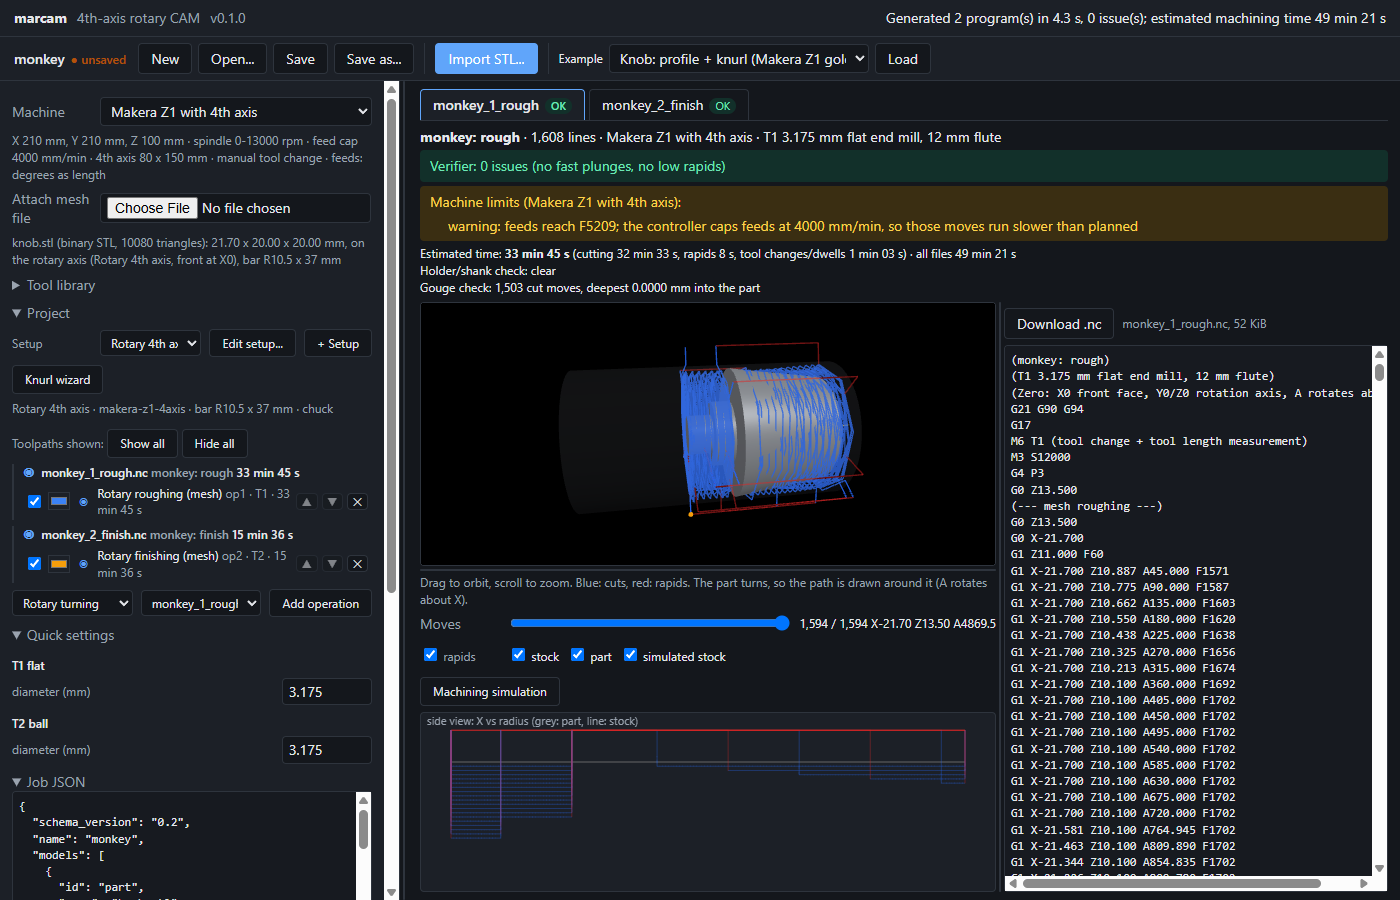 marcam 4th-axis rotary CAM v0.1.0
Generated 2 program(s) in 4.3 s, 0 issue(s); estimated machining time 49 min 21 s
monkey ● unsaved New Open... Save Save as... Import STL... Example Knob: profile + knurl (Makera Z1 gol Load
Machine Makera Z1 with 4th axis
X 210 mm, Y 210 mm, Z 100 mm · spindle 0-13000 rpm · feed cap
4000 mm/min · 4th axis 80 x 150 mm · manual tool change · feeds:
degrees as length
Attach mesh file Choose File No file chosen
knob.stl (binary STL, 10080 triangles): 21.70 x 20.00 x 20.00 mm, on
the rotary axis (Rotary 4th axis, front at X0), bar R10.5 x 37 mm
▶ Tool library
▼ Project
Setup Rotary 4th ax Edit setup... + Setup
Knurl wizard
Rotary 4th axis · makera-z1-4axis · bar R10.5 x 37 mm · chuck
Toolpaths shown: Show all Hide all
monkey_1_rough.nc monkey: rough 33 min 45 s
Rotary roughing (mesh) op1 · T1 · 33
min 45 s
▲ ▼ ✕
monkey_2_finish.nc monkey: finish 15 min 36 s
Rotary finishing (mesh) op2 · T2 · 15
min 36 s
▲ ▼ ✕
Rotary turning monkey_1_rougl Add operation
▼ Quick settings
T1 flat
diameter (mm) 3.175
T2 ball
diameter (mm) 3.175
▼ Job JSON
{
"schema_version": "0.2",
"name": "monkey",
"models": [
{
"id": "part",
monkey_1_rough OK monkey_2_finish OK
monkey: rough · 1,608 lines · Makera Z1 with 4th axis · T1 3.175 mm flat end mill, 12 mm flute
Verifier: 0 issues (no fast plunges, no low rapids)
Machine limits (Makera Z1 with 4th axis):
warning: feeds reach F5209; the controller caps feeds at 4000 mm/min, so those moves run slower than planned
Estimated time: 33 min 45 s (cutting 32 min 33 s, rapids 8 s, tool changes/dwells 1 min 03 s) · all files 49 min 21 s
Holder/shank check: clear
Gouge check: 1,503 cut moves, deepest 0.0000 mm into the part
Drag to orbit, scroll to zoom. Blue: cuts, red: rapids. The part turns, so the path is drawn around it (A rotates
about X).
Moves 1,594 / 1,594 X-21.70 Z13.50 A4869.5
rapids stock part simulated stock
Machining simulation
side view: X vs radius (grey: part, line: stock)
Download .nc monkey_1_rough.nc, 52 KiB
(monkey: rough)
(T1 3.175 mm flat end mill, 12 mm flute)
(Zero: X0 front face, Y0/Z0 rotation axis, A rotates ab
G21 G90 G94
G17
M6 T1 (tool change + tool length measurement)
M3 S12000
G4 P3
G0 Z13.500
(--- mesh roughing ---)
G0 Z13.500
G0 X-21.700
G1 Z11.000 F60
G1 X-21.700 Z10.887 A45.000 F1571
G1 X-21.700 Z10.775 A90.000 F1587
G1 X-21.700 Z10.662 A135.000 F1603
G1 X-21.700 Z10.550 A180.000 F1620
G1 X-21.700 Z10.438 A225.000 F1638
G1 X-21.700 Z10.325 A270.000 F1656
G1 X-21.700 Z10.213 A315.000 F1674
G1 X-21.700 Z10.100 A360.000 F1692
G1 X-21.700 Z10.100 A405.000 F1702
G1 X-21.700 Z10.100 A450.000 F1702
G1 X-21.700 Z10.100 A495.000 F1702
G1 X-21.700 Z10.100 A540.000 F1702
G1 X-21.700 Z10.100 A585.000 F1702
G1 X-21.700 Z10.100 A630.000 F1702
G1 X-21.700 Z10.100 A675.000 F1702
G1 X-21.700 Z10.100 A720.000 F1702
G1 X-21.581 Z10.100 A764.945 F1702
G1 X-21.463 Z10.100 A809.890 F1702
G1 X-21.344 Z10.100 A854.835 F1702